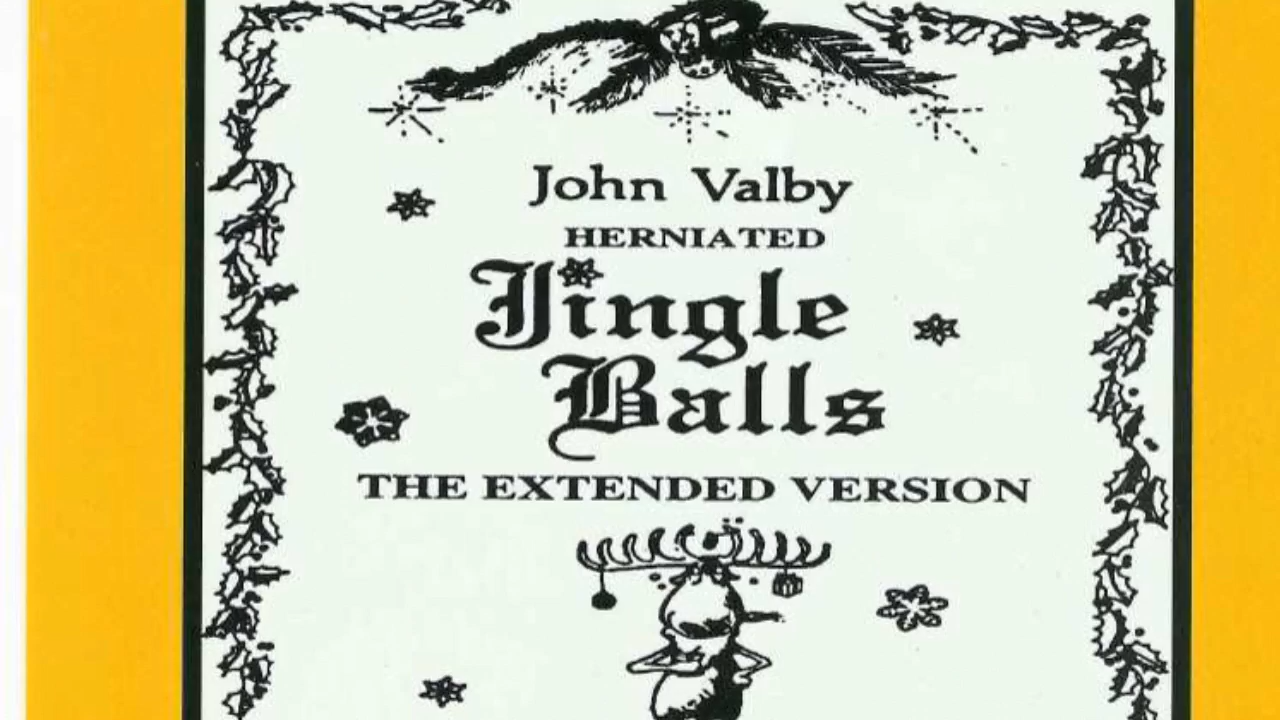 John Valby
HERNIATED
Jingle
Balls
THE EXTENDED VERSION